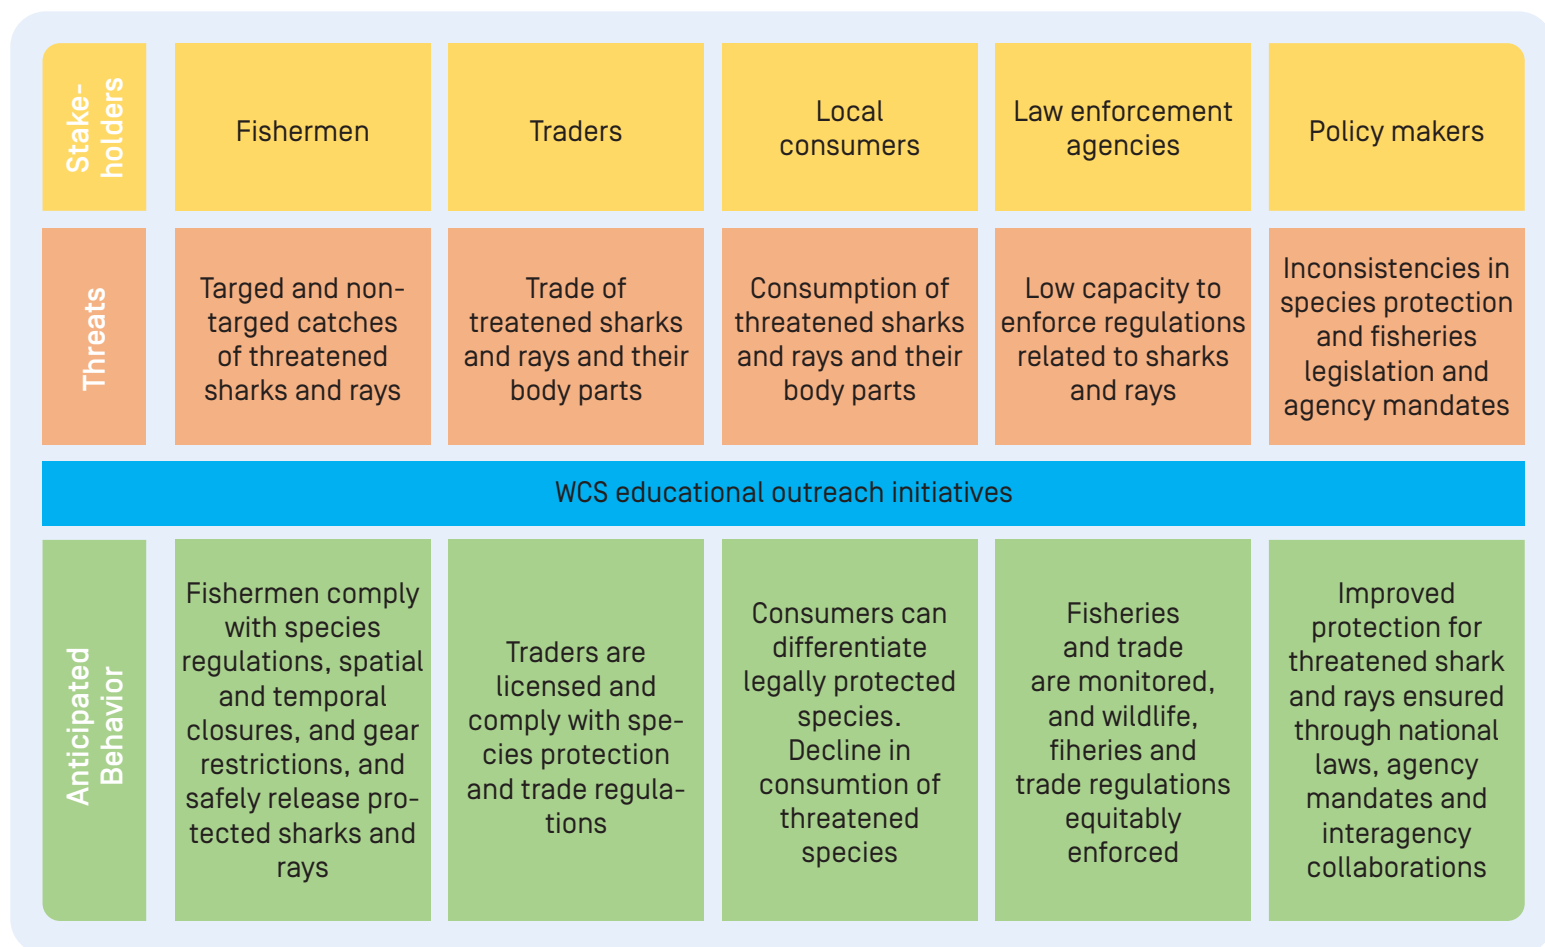 Stake-
holders
Fishermen
Traders
Local
consumers
Law enforcement
agencies
Policy makers
Threats
Targed and non-
targed catches
of threatened
sharks and rays
Trade of
treatened sharks
and rays and their
body parts
Consumption of
threatened sharks
and rays and their
body parts
Low capacity to
enforce regulations
related to sharks
and rays
Inconsistencies in
species protection
and fisheries
legislation and
agency mandates
WCS educational outreach initiatives
Anticipated
Behavior
Fishermen comply
with species
regulations, spatial
and temporal
closures, and gear
restrictions, and
safely release pro-
tected sharks and
rays
Traders are
licensed and
comply with spe-
cies protection
and trade regula-
tions
Consumers can
differentiate
legally protected
species.
Decline in
consumtion of
threatened
species
Fisheries
and trade
are monitored,
and wildlife,
fiheries and
trade regulations
equitably
enforced
Improved
protection for
threatened shark
and rays ensured
through national
laws, agency
mandates and
interagency
collaborations